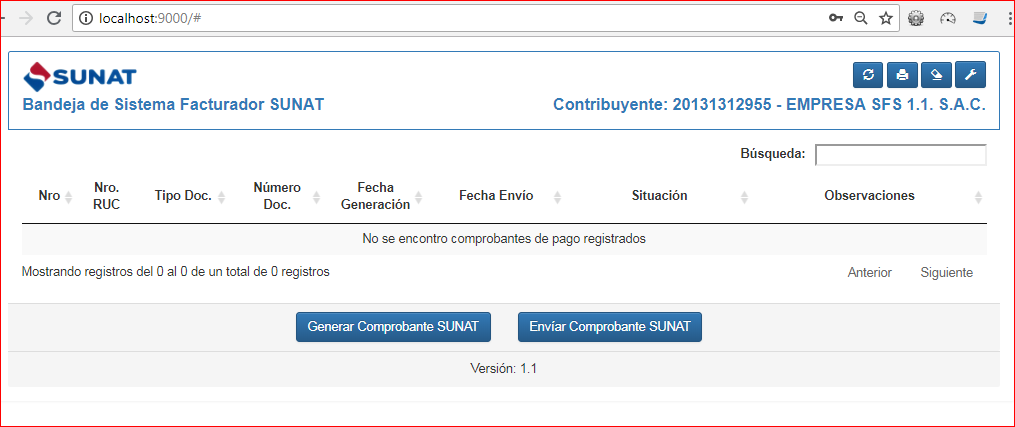 localhost:9000/#
SUNAT
Bandeja de Sistema Facturador SUNAT
Contribuyente: 20131312955 - EMPRESA SFS 1.1. S.A.C.
Búsqueda:
Nro
Nro. RUC
Tipo Doc.
Número Doc.
Fecha Generación
Fecha Envío
Situación
Observaciones
No se encontro comprobantes de pago registrados
Mostrando registros del 0 al 0 de un total de 0 registros
Anterior
Siguiente
Generar Comprobante SUNAT
Envíar Comprobante SUNAT
Versión: 1.1